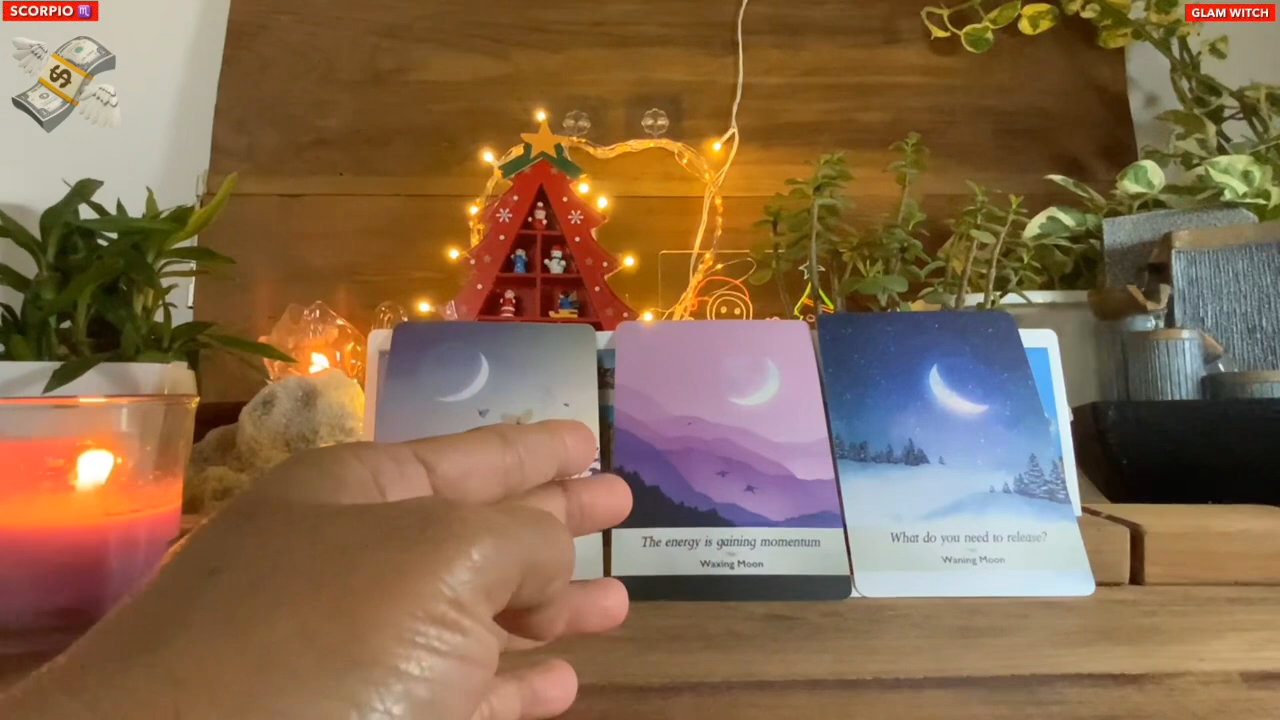 SCORPIO ♏
GLAM WITCH
$
The energy is gaining momentum
Waxing Moon
What do you need to release?
Waning Moon